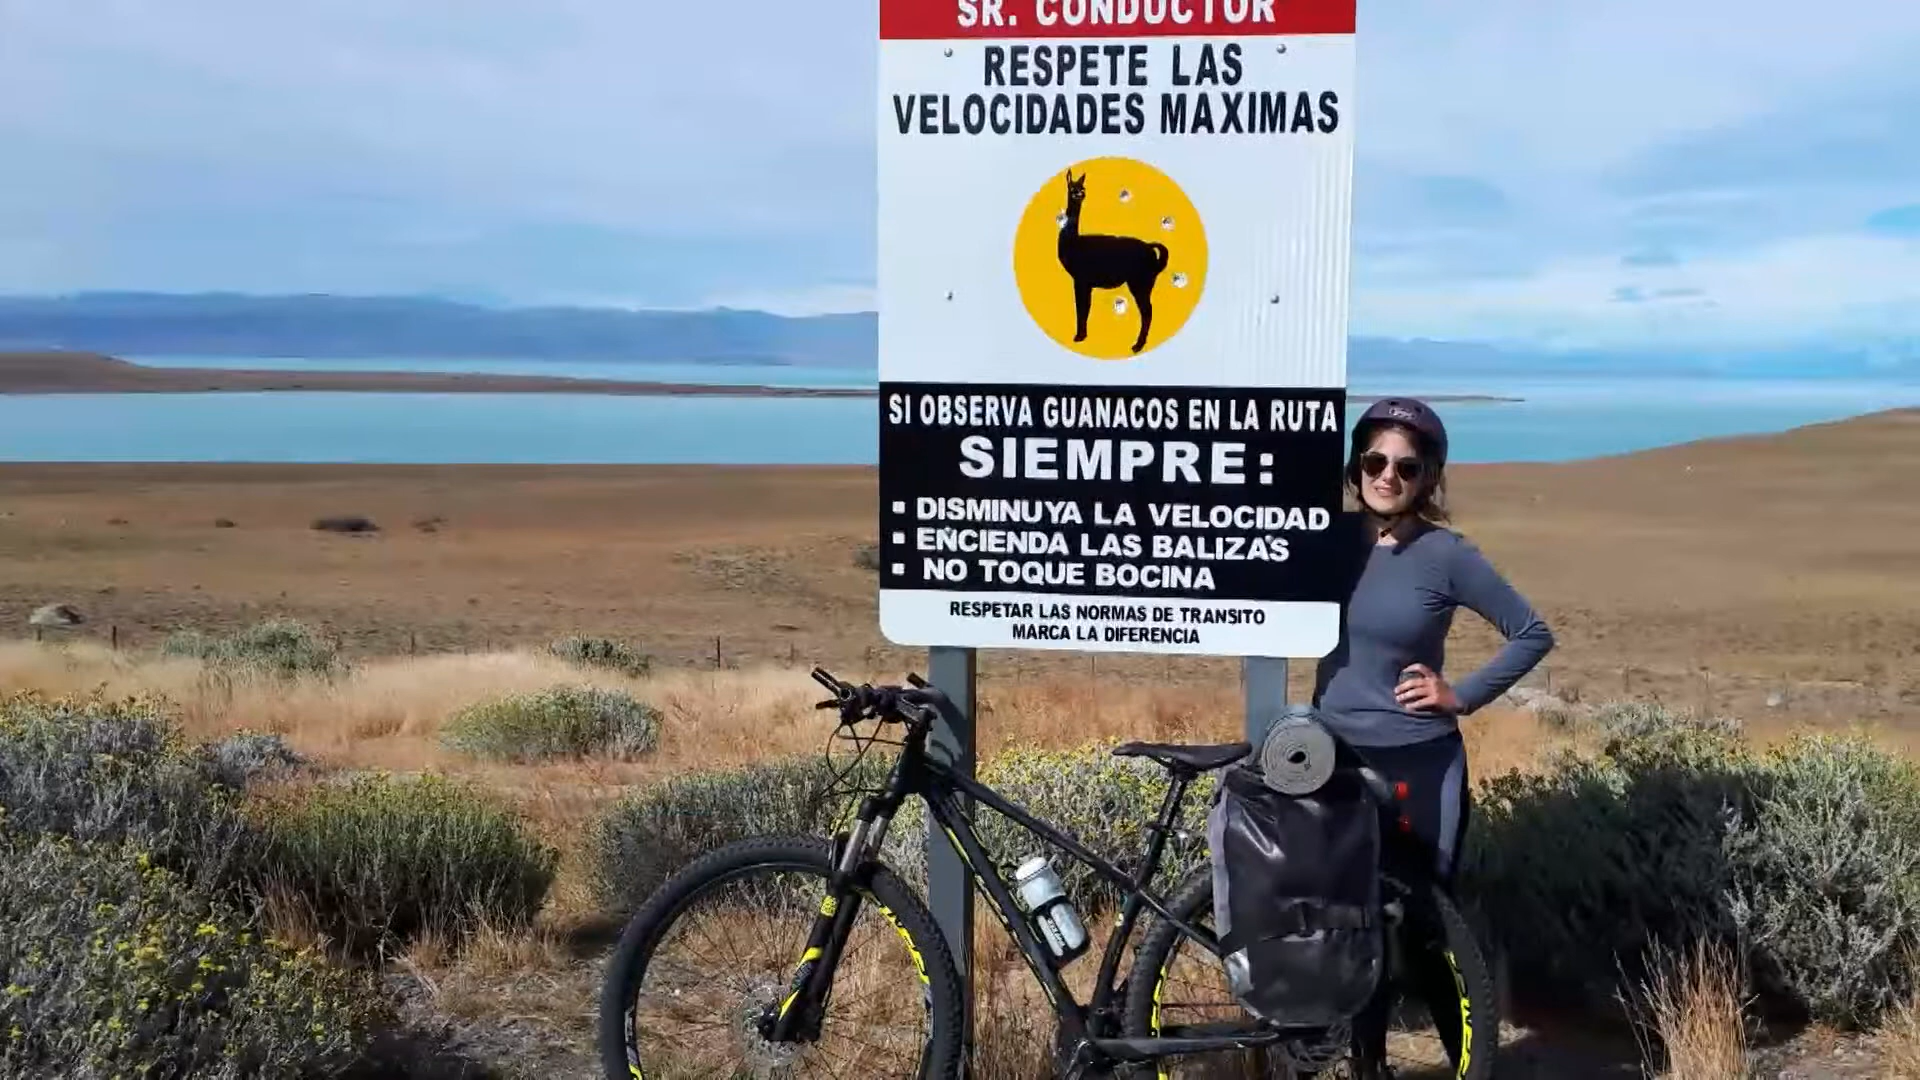 SR. CONDUCTOR
RESPETE LAS
VELOCIDADES MAXIMAS
SI OBSERVA GUANACOS EN LA RUTA
SIEMPRE:
▪ DISMINUYA LA VELOCIDAD
▪ ENCIENDA LAS BALIZAS
▪ NO TOQUE BOCINA
RESPETAR LAS NORMAS DE TRANSITO
MARCA LA DIFERENCIA